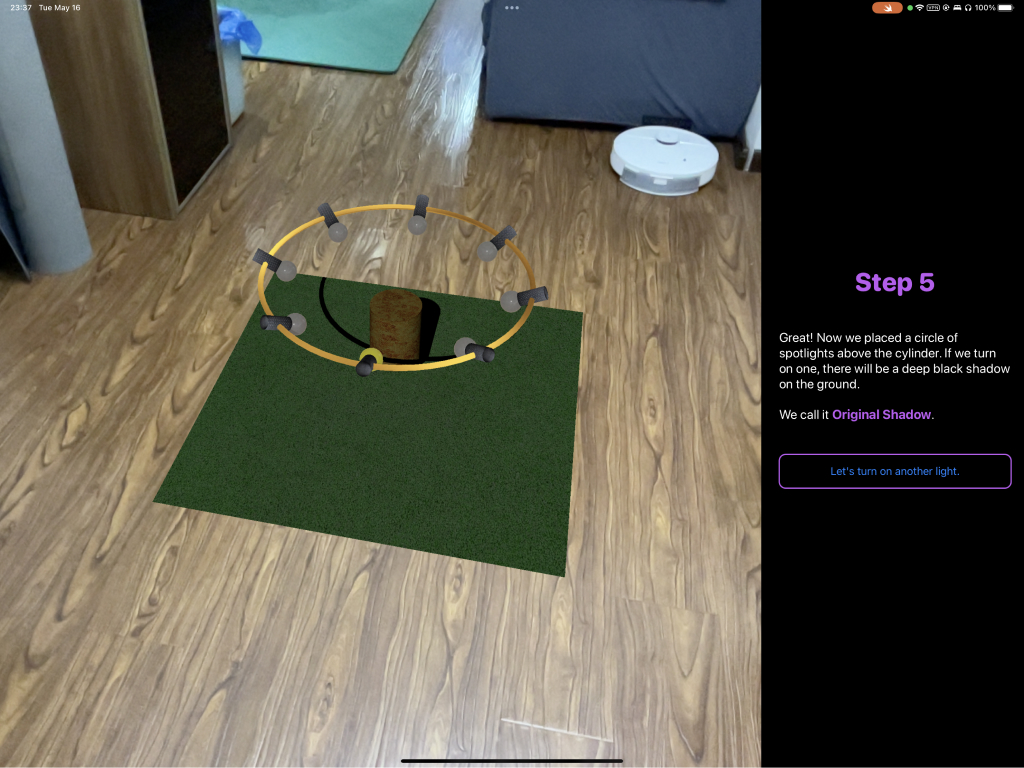 23:37 Tue May 16
VPN 100%
Step 5
Great! Now we placed a circle of
spotlights above the cylinder. If we turn
on one, there will be a deep black shadow
on the ground.
We call it Original Shadow.
Let's turn on another light.